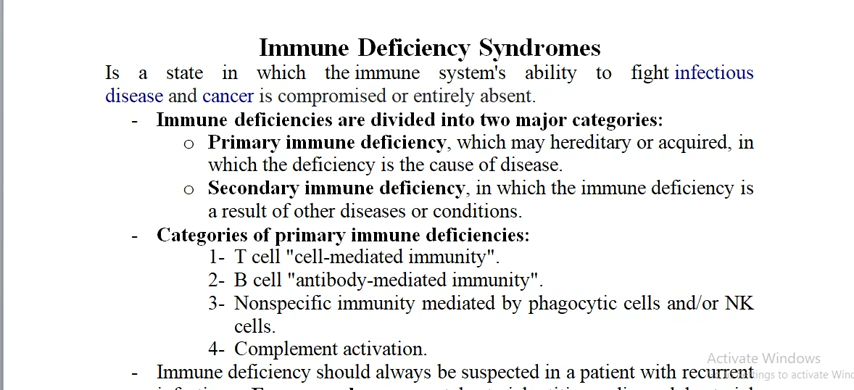 Immune Deficiency Syndromes
Is a state in which the immune system's ability to fight infectious
disease and cancer is compromised or entirely absent.
- Immune deficiencies are divided into two major categories:
o Primary immune deficiency, which may hereditary or acquired, in
which the deficiency is the cause of disease.
o Secondary immune deficiency, in which the immune deficiency is
a result of other diseases or conditions.
- Categories of primary immune deficiencies:
1- T cell "cell-mediated immunity".
2- B cell "antibody-mediated immunity".
3- Nonspecific immunity mediated by phagocytic cells and/or NK
cells.
4- Complement activation.
Activate Windows
- Immune deficiency should always be suspected in a patient with recurrent
ings to activate Wind